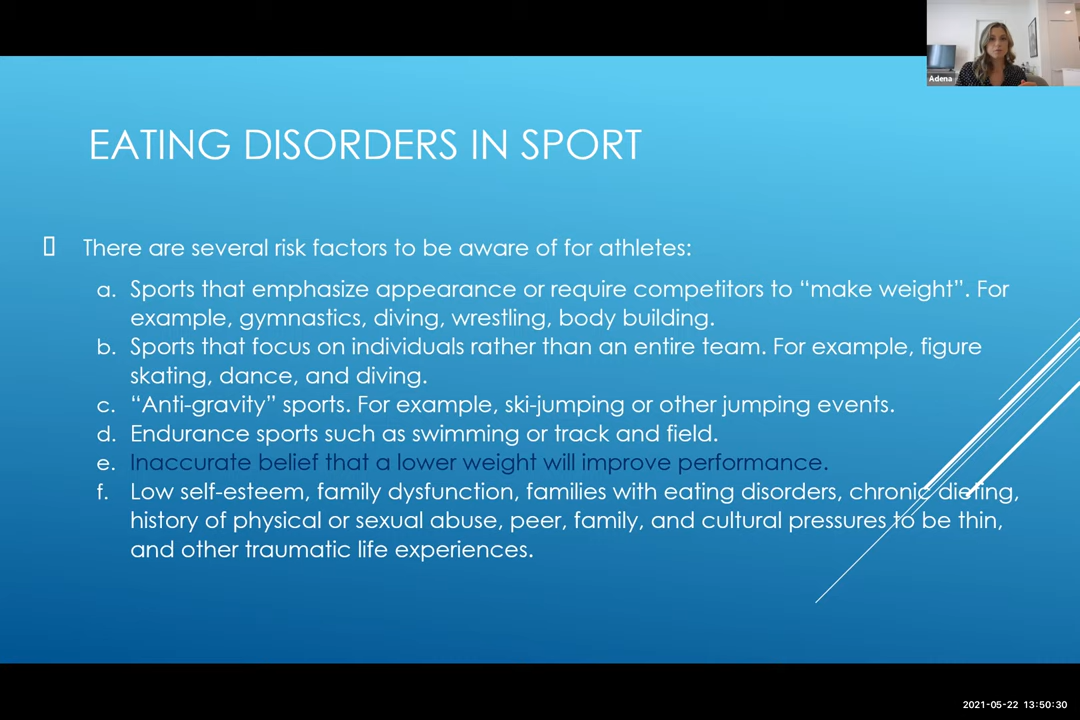 Adena
EATING DISORDERS IN SPORT
There are several risk factors to be aware of for athletes:
a. Sports that emphasize appearance or require competitors to “make weight”. For
example, gymnastics, diving, wrestling, body building.
b. Sports that focus on individuals rather than an entire team. For example, figure
skating, dance, and diving.
c. “Anti-gravity” sports. For example, ski-jumping or other jumping events.
d. Endurance sports such as swimming or track and field.
e. Inaccurate belief that a lower weight will improve performance.
f. Low self-esteem, family dysfunction, families with eating disorders, chronic dieting,
history of physical or sexual abuse, peer, family, and cultural pressures to be thin,
and other traumatic life experiences.
2021-05-22 13:50:30